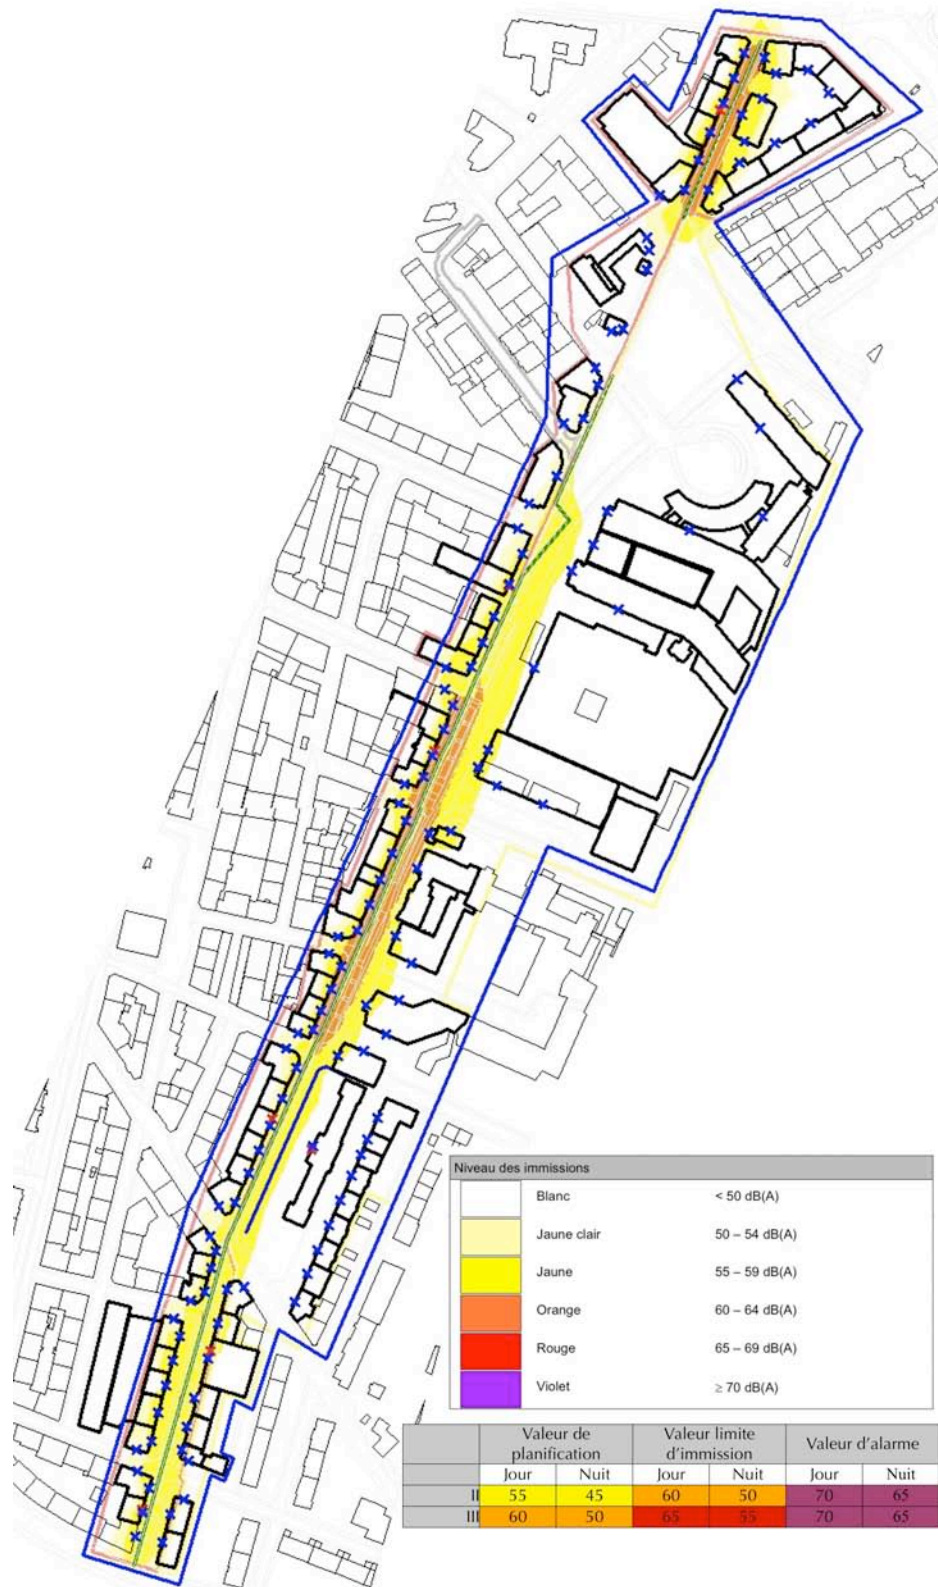 Niveau des immissions
Blanc < 50 dB(A)
Jaune clair 50 – 54 dB(A)
Jaune 55 – 59 dB(A)
Orange 60 – 64 dB(A)
Rouge 65 – 69 dB(A)
Violet ≥ 70 dB(A)
Valeur de planification Valeur limite d'immission Valeur d'alarme
Jour Nuit Jour Nuit Jour Nuit
II 55 45 60 50 70 65
III 60 50 65 55 70 65